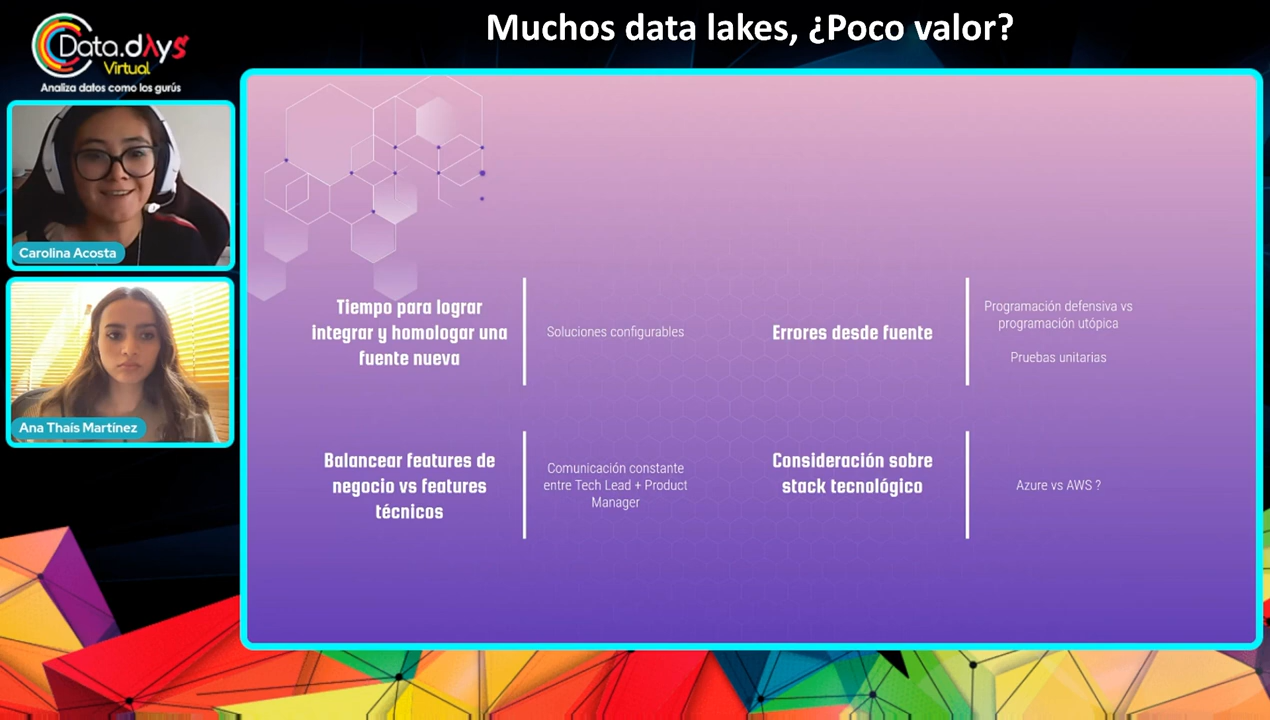 Muchos data lakes, ¿Poco valor?
Data.dAys
Virtual
Analiza datos como los gurús
Carolina Acosta
Ana Thaís Martínez
Tiempo para lograr
integrar y homologar una
fuente nueva
Soluciones configurables
Errores desde fuente
Programación defensiva vs
programación utópica
Pruebas unitarias
Balancear features de
negocio vs features
técnicos
Comunicación constante
entre Tech Lead + Product
Manager
Consideración sobre
stack tecnológico
Azure vs AWS ?